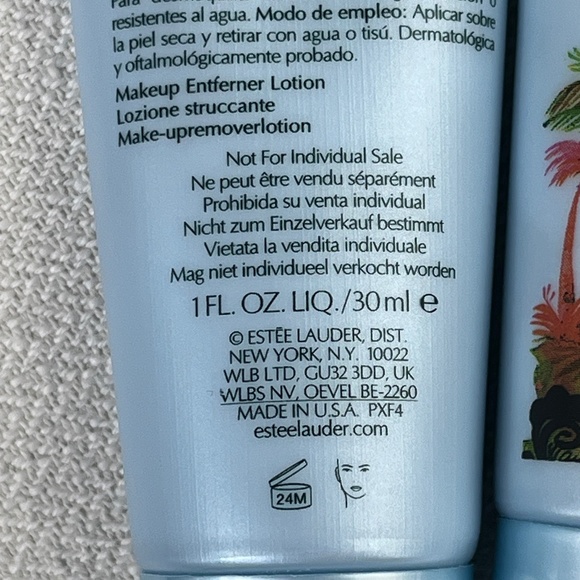 resistentes al agua. Modo de empleo: Aplicar sobre
la piel seca y retirar con agua o tisú. Dermatológica
y oftalmológicamente probado.
Makeup Entferner Lotion
Lozione struccante
Make-upremoverlotion
Not For Individual Sale
Ne peut être vendu séparément
Prohibida su venta individual
Nicht zum Einzelverkauf bestimmt
Vietata la vendita individuale
Mag niet individueel verkocht worden
1 FL. OZ. LIQ./30 ml ℮
© ESTÉE LAUDER, DIST.
NEW YORK, N.Y. 10022
WLB LTD, GU32 3DD, UK
WLBS NV, OEVEL BE-2260
MADE IN U.S.A. PXF4
esteelauder.com
24M